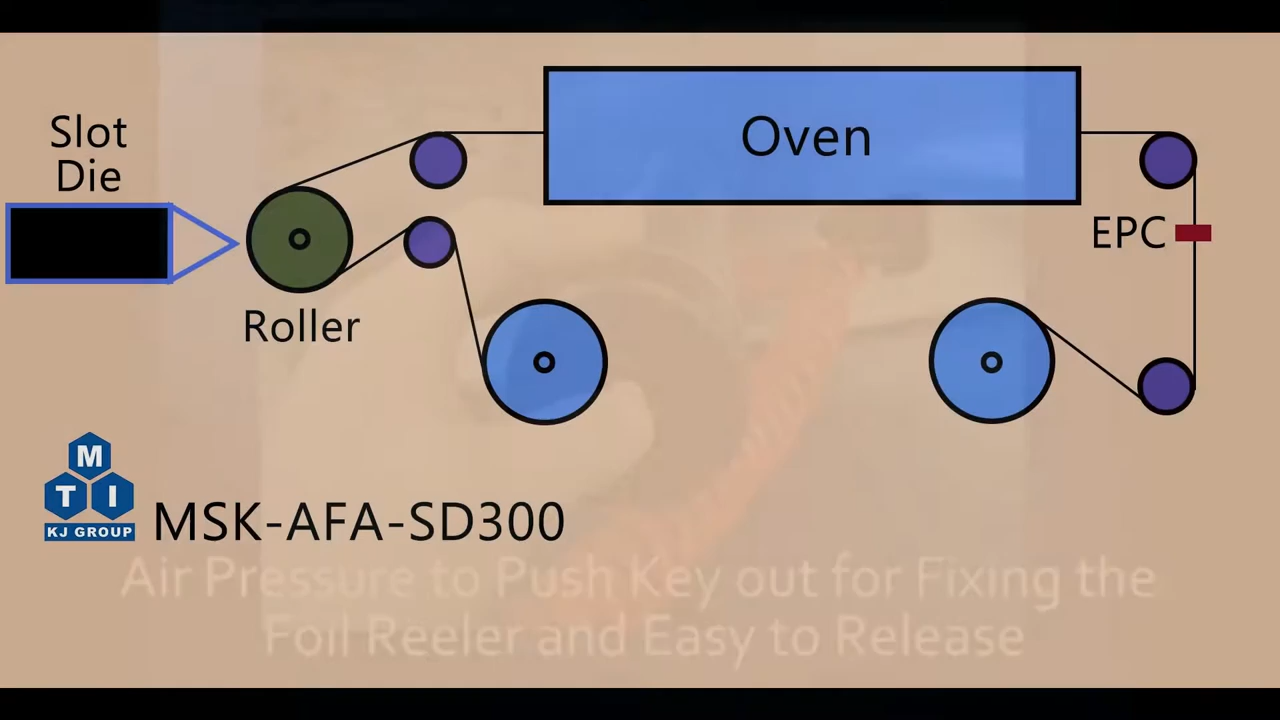 Slot
Die
Oven
EPC
Roller
M
T I
KJ GROUP
MSK-AFA-SD300
Air Pressure to Push Key out for Fixing the
Foil Reeler and Easy to Release